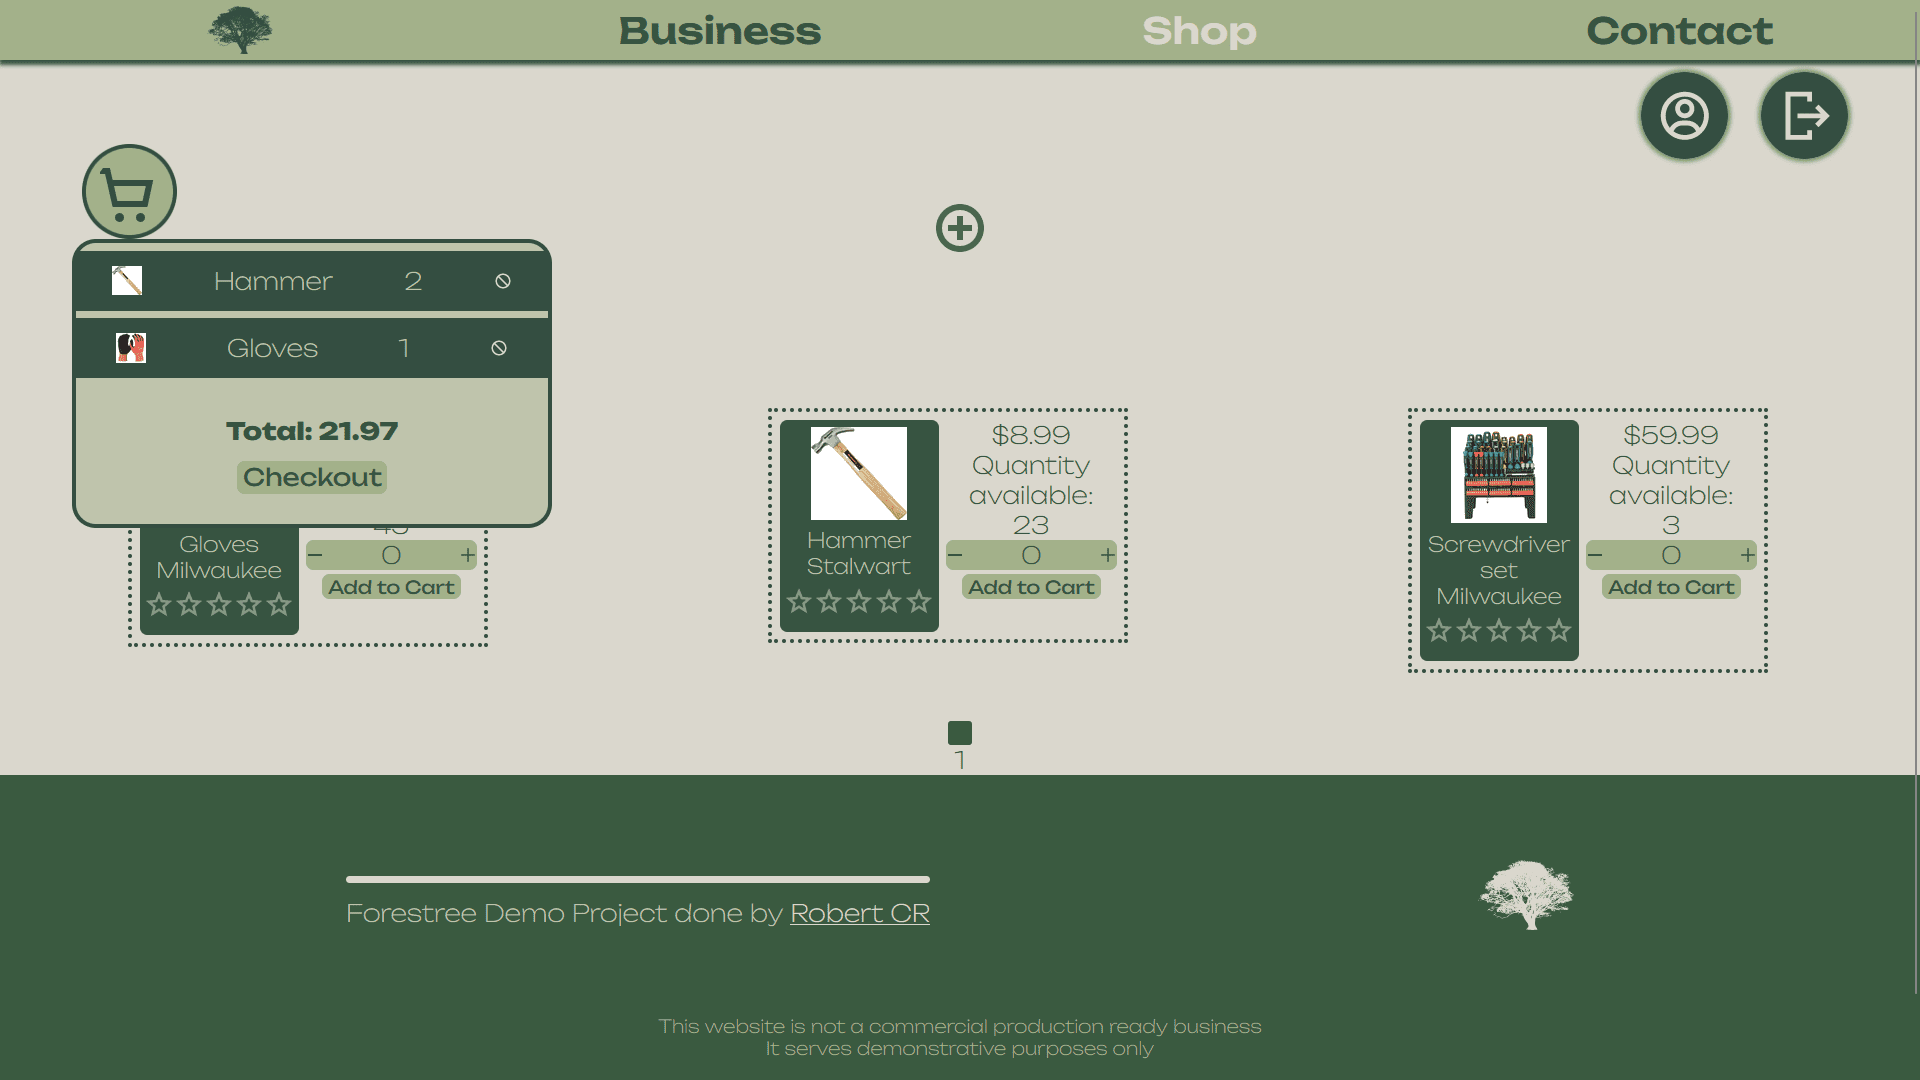 Business
Shop
Contact
Hammer 2
Gloves 1
Total: 21.97
Checkout
Gloves
Milwaukee
0
Add to Cart
$8.99
Quantity
available:
23
Hammer
Stalwart
0
Add to Cart
$59.99
Quantity
available:
3
Screwdriver
set
Milwaukee
0
Add to Cart
1
Forestree Demo Project done by Robert CR
This website is not a commercial production ready business
It serves demonstrative purposes only